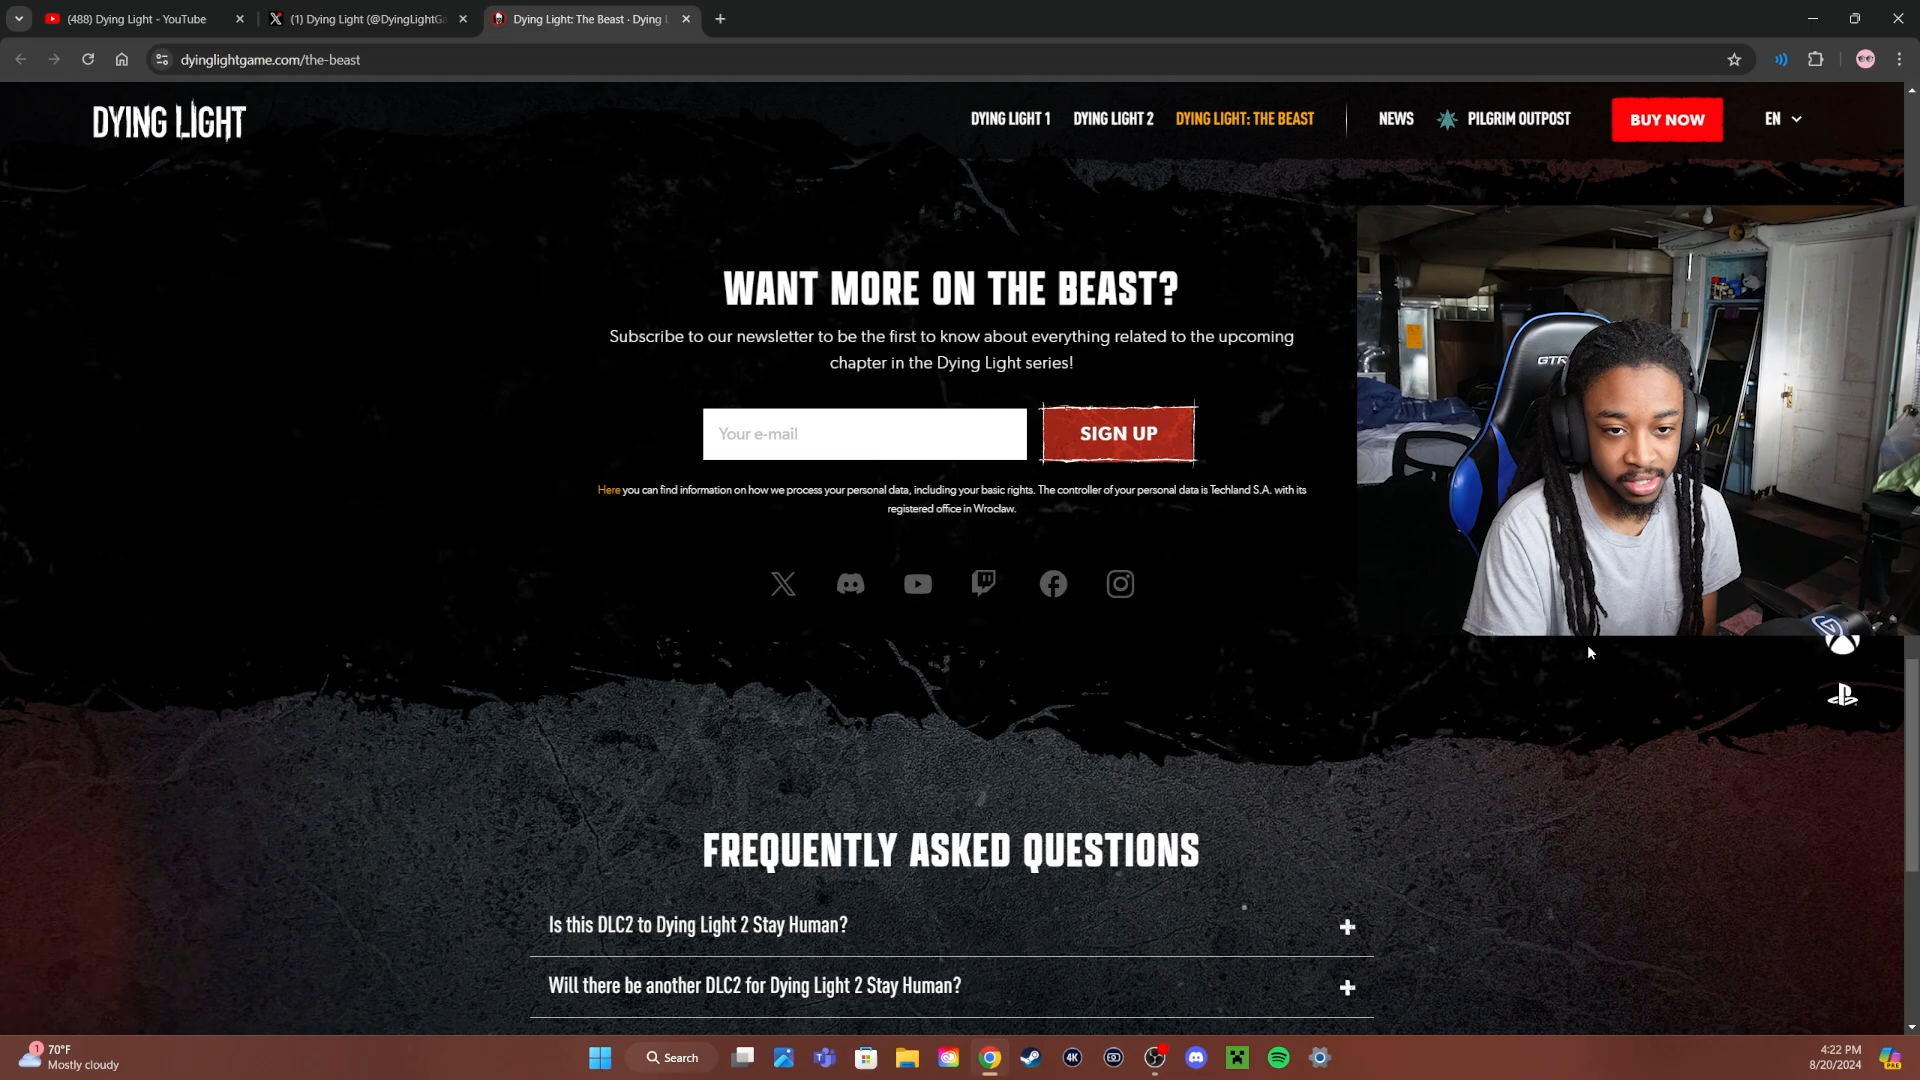 (488) Dying Light - YouTube
(1) Dying Light (@DyingLightGa
Dying Light: The Beast · Dying L
dyinglightgame.com/the-beast
DYING LIGHT
DYING LIGHT 1
DYING LIGHT 2
DYING LIGHT: THE BEAST
NEWS
PILGRIM OUTPOST
BUY NOW
EN
WANT MORE ON THE BEAST?
Subscribe to our newsletter to be the first to know about everything related to the upcoming
chapter in the Dying Light series!
Your e-mail
SIGN UP
Here you can find information on how we process your personal data, including your basic rights. The controller of your personal data is Techland S.A. with its
registered office in Wrocław.
GTR
FREQUENTLY ASKED QUESTIONS
Is this DLC2 to Dying Light 2 Stay Human?
Will there be another DLC2 for Dying Light 2 Stay Human?
1
70°F
Mostly cloudy
Search
4K
4:22 PM
8/20/2024
PRE